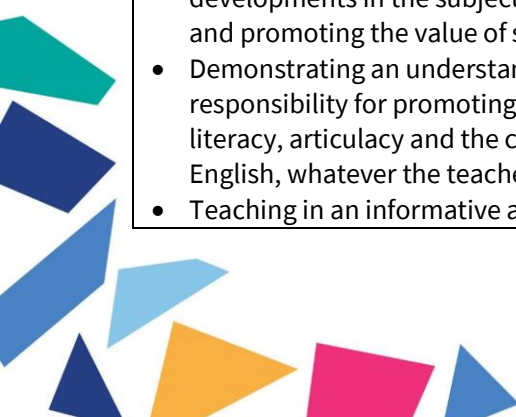 developments in the subject
and promoting the value of s
• Demonstrating an understan
responsibility for promoting
literacy, articulacy and the c
English, whatever the teache
• Teaching in an informative a